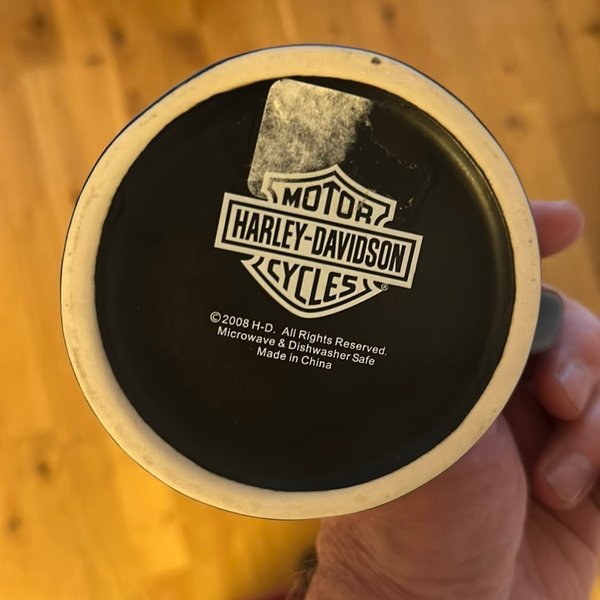 MOTOR
HARLEY-DAVIDSON
CYCLES®
©2008 H-D. All Rights Reserved.
Microwave & Dishwasher Safe
Made in China